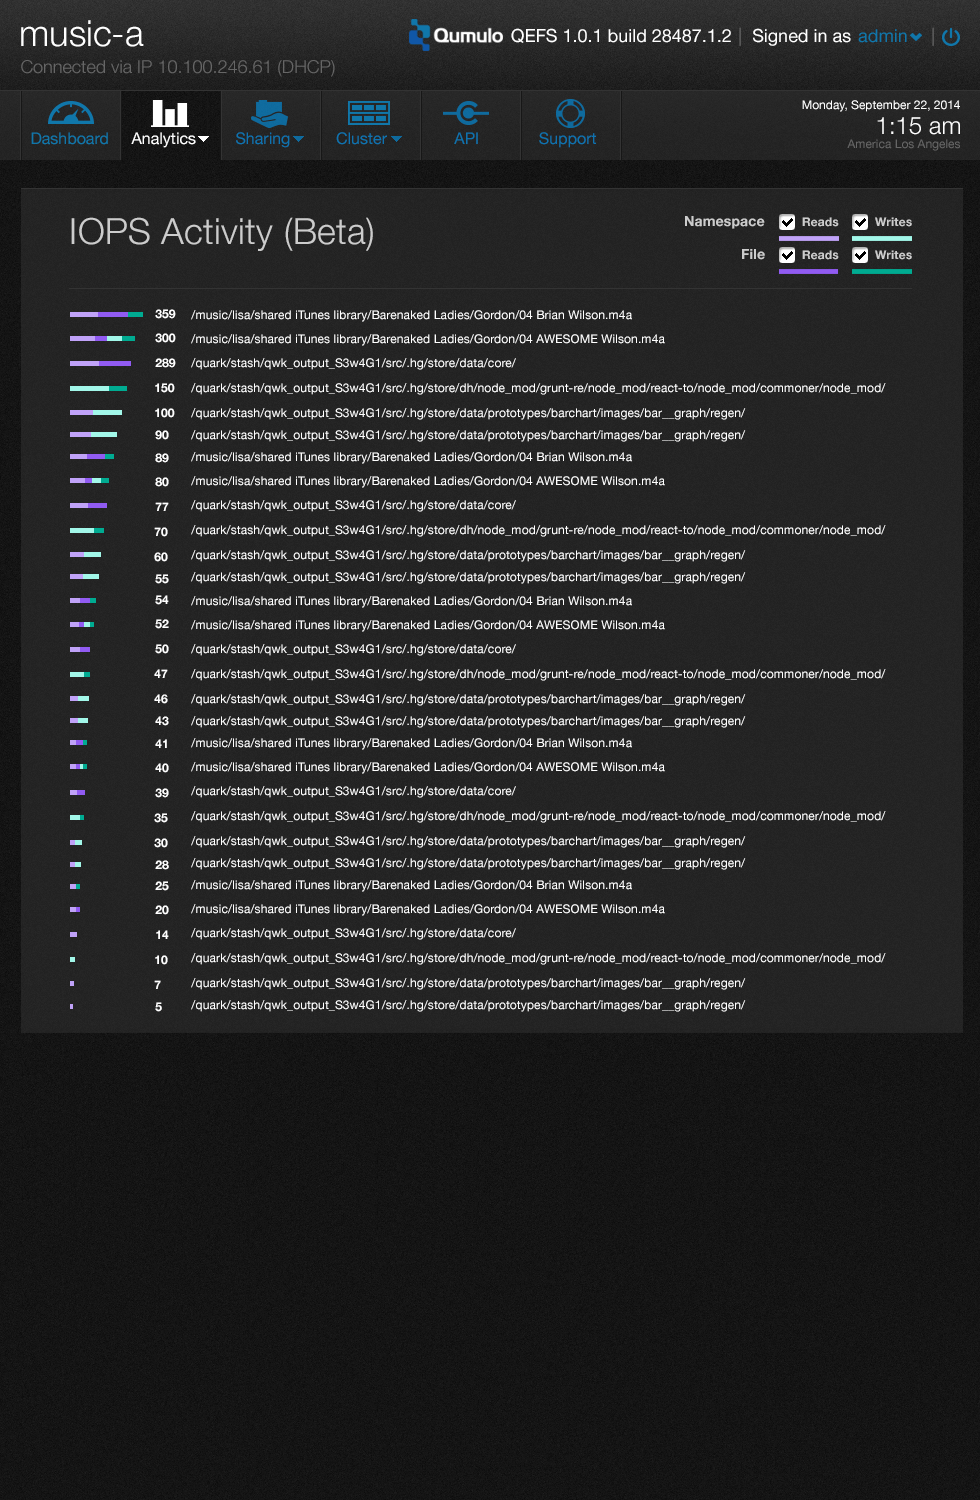 music-a
Qumulo QEFS 1.0.1 build 28487.1.2 | Signed in as admin |
Connected via IP 10.100.246.61 (DHCP)
Dashboard Analytics Sharing Cluster API Support
Monday, September 22, 2014
1:15 am
America Los Angeles
IOPS Activity (Beta)
Namespace Reads Writes
File Reads Writes
359 /music/lisa/shared iTunes library/Barenaked Ladies/Gordon/04 Brian Wilson.m4a
300 /music/lisa/shared iTunes library/Barenaked Ladies/Gordon/04 AWESOME Wilson.m4a
289 /quark/stash/qwk_output_S3w4G1/src/.hg/store/data/core/
150 /quark/stash/qwk_output_S3w4G1/src/.hg/store/dh/node_mod/grunt-re/node_mod/react-to/node_mod/commoner/node_mod/
100 /quark/stash/qwk_output_S3w4G1/src/.hg/store/data/prototypes/barchart/images/bar__graph/regen/
90 /quark/stash/qwk_output_S3w4G1/src/.hg/store/data/prototypes/barchart/images/bar__graph/regen/
89 /music/lisa/shared iTunes library/Barenaked Ladies/Gordon/04 Brian Wilson.m4a
80 /music/lisa/shared iTunes library/Barenaked Ladies/Gordon/04 AWESOME Wilson.m4a
77 /quark/stash/qwk_output_S3w4G1/src/.hg/store/data/core/
70 /quark/stash/qwk_output_S3w4G1/src/.hg/store/dh/node_mod/grunt-re/node_mod/react-to/node_mod/commoner/node_mod/
60 /quark/stash/qwk_output_S3w4G1/src/.hg/store/data/prototypes/barchart/images/bar__graph/regen/
55 /quark/stash/qwk_output_S3w4G1/src/.hg/store/data/prototypes/barchart/images/bar__graph/regen/
54 /music/lisa/shared iTunes library/Barenaked Ladies/Gordon/04 Brian Wilson.m4a
52 /music/lisa/shared iTunes library/Barenaked Ladies/Gordon/04 AWESOME Wilson.m4a
50 /quark/stash/qwk_output_S3w4G1/src/.hg/store/data/core/
47 /quark/stash/qwk_output_S3w4G1/src/.hg/store/dh/node_mod/grunt-re/node_mod/react-to/node_mod/commoner/node_mod/
46 /quark/stash/qwk_output_S3w4G1/src/.hg/store/data/prototypes/barchart/images/bar__graph/regen/
43 /quark/stash/qwk_output_S3w4G1/src/.hg/store/data/prototypes/barchart/images/bar__graph/regen/
41 /music/lisa/shared iTunes library/Barenaked Ladies/Gordon/04 Brian Wilson.m4a
40 /music/lisa/shared iTunes library/Barenaked Ladies/Gordon/04 AWESOME Wilson.m4a
39 /quark/stash/qwk_output_S3w4G1/src/.hg/store/data/core/
35 /quark/stash/qwk_output_S3w4G1/src/.hg/store/dh/node_mod/grunt-re/node_mod/react-to/node_mod/commoner/node_mod/
30 /quark/stash/qwk_output_S3w4G1/src/.hg/store/data/prototypes/barchart/images/bar__graph/regen/
28 /quark/stash/qwk_output_S3w4G1/src/.hg/store/data/prototypes/barchart/images/bar__graph/regen/
25 /music/lisa/shared iTunes library/Barenaked Ladies/Gordon/04 Brian Wilson.m4a
20 /music/lisa/shared iTunes library/Barenaked Ladies/Gordon/04 AWESOME Wilson.m4a
14 /quark/stash/qwk_output_S3w4G1/src/.hg/store/data/core/
10 /quark/stash/qwk_output_S3w4G1/src/.hg/store/dh/node_mod/grunt-re/node_mod/react-to/node_mod/commoner/node_mod/
7 /quark/stash/qwk_output_S3w4G1/src/.hg/store/data/prototypes/barchart/images/bar__graph/regen/
5 /quark/stash/qwk_output_S3w4G1/src/.hg/store/data/prototypes/barchart/images/bar__graph/regen/